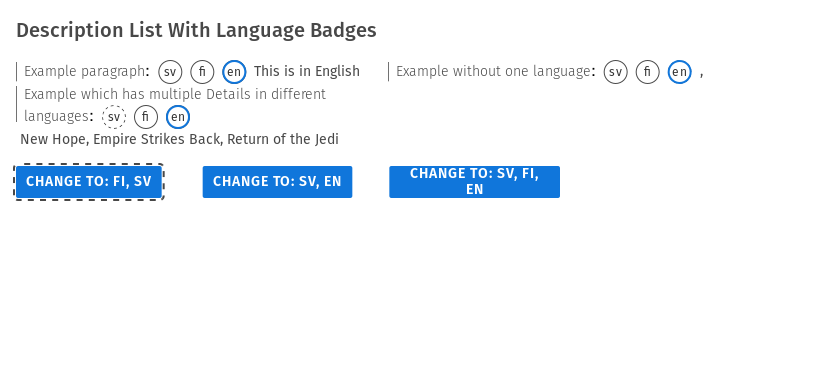 Description List With Language Badges
Example paragraph: sv fi en This is in English
Example without one language: sv fi en ,
Example which has multiple Details in different
languages: sv fi en
New Hope, Empire Strikes Back, Return of the Jedi
CHANGE TO: FI, SV
CHANGE TO: SV, EN
CHANGE TO: SV, FI,
EN